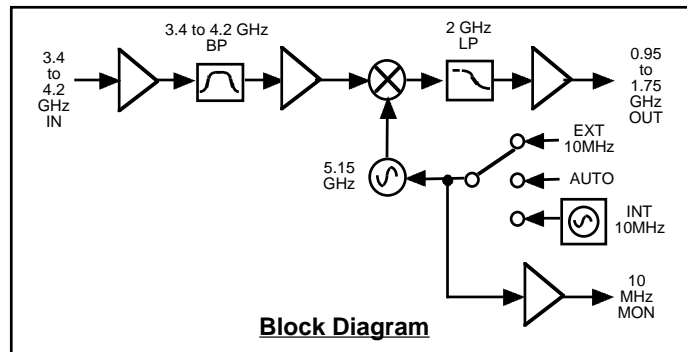 3.4
to
4.2
GHz
IN
3.4 to 4.2 GHz
BP
2 GHz
LP
0.95
to
1.75
GHz
OUT
5.15
GHz
EXT
10MHz
AUTO
INT
10MHz
10
MHz
MON
Block Diagram